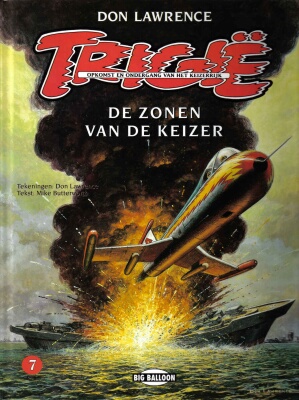 DON LAWRENCE
TRIGIË
OPKOMST EN ONDERGANG VAN HET KEIZERRIJK
DE ZONEN
VAN DE KEIZER
Tekeningen: Don Lawrence
Tekst: Mike Butterworth
7
BIG BALLOON